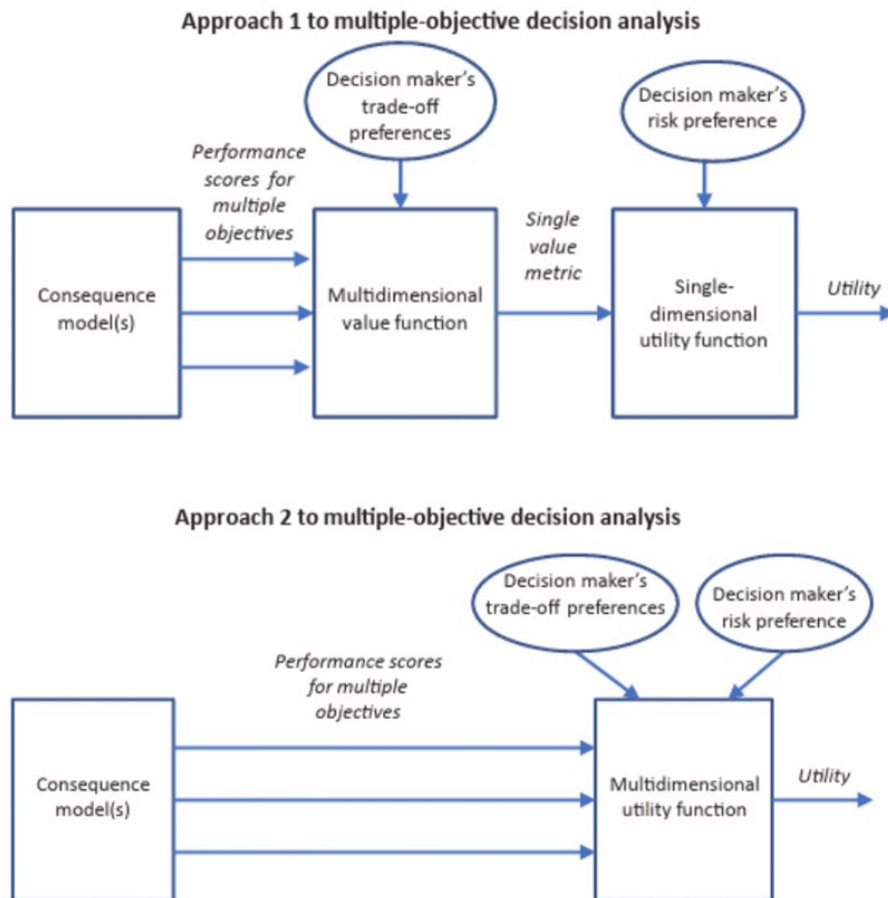 Approach 1 to multiple-objective decision analysis
Decision maker's
trade-off
preferences
Decision maker's
risk preference
Performance
scores for
multiple
objectives
Single
value
metric
Consequence
model(s)
Multidimensional
value function
Single-
dimensional
utility function
Utility
Approach 2 to multiple-objective decision analysis
Decision maker's
trade-off preferences
Decision maker's
risk preference
Performance scores
for multiple
objectives
Consequence
model(s)
Multidimensional
utility function
Utility